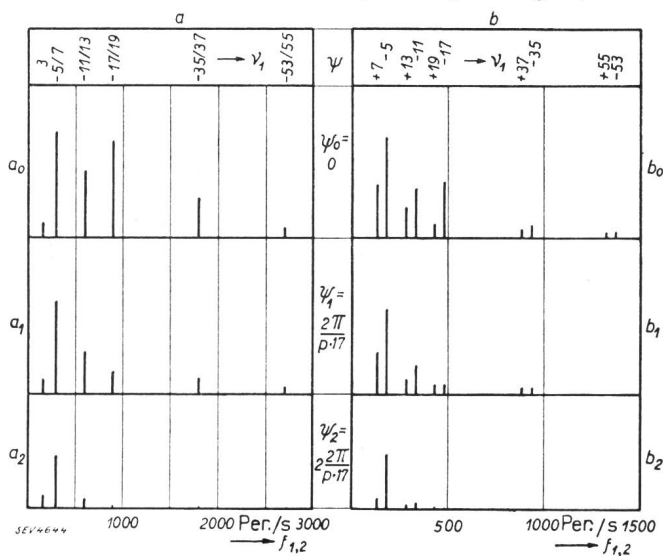 a b
3 -5/7 -11/13 -17/19 -35/37 → ν₁ -53/55 ψ +7 -5 +13 -11 +19 -17 → ν₁ +37 -35 +55 -53
a₀ ψ₀= 0 b₀
a₁ ψ₁= 2π/p·17 b₁
a₂ ψ₂= 2 2π/p·17 b₂
1000 2000 Per./s 3000 500 1000 Per./s 1500
SEV4644 → f₁,₂ → f₁,₂